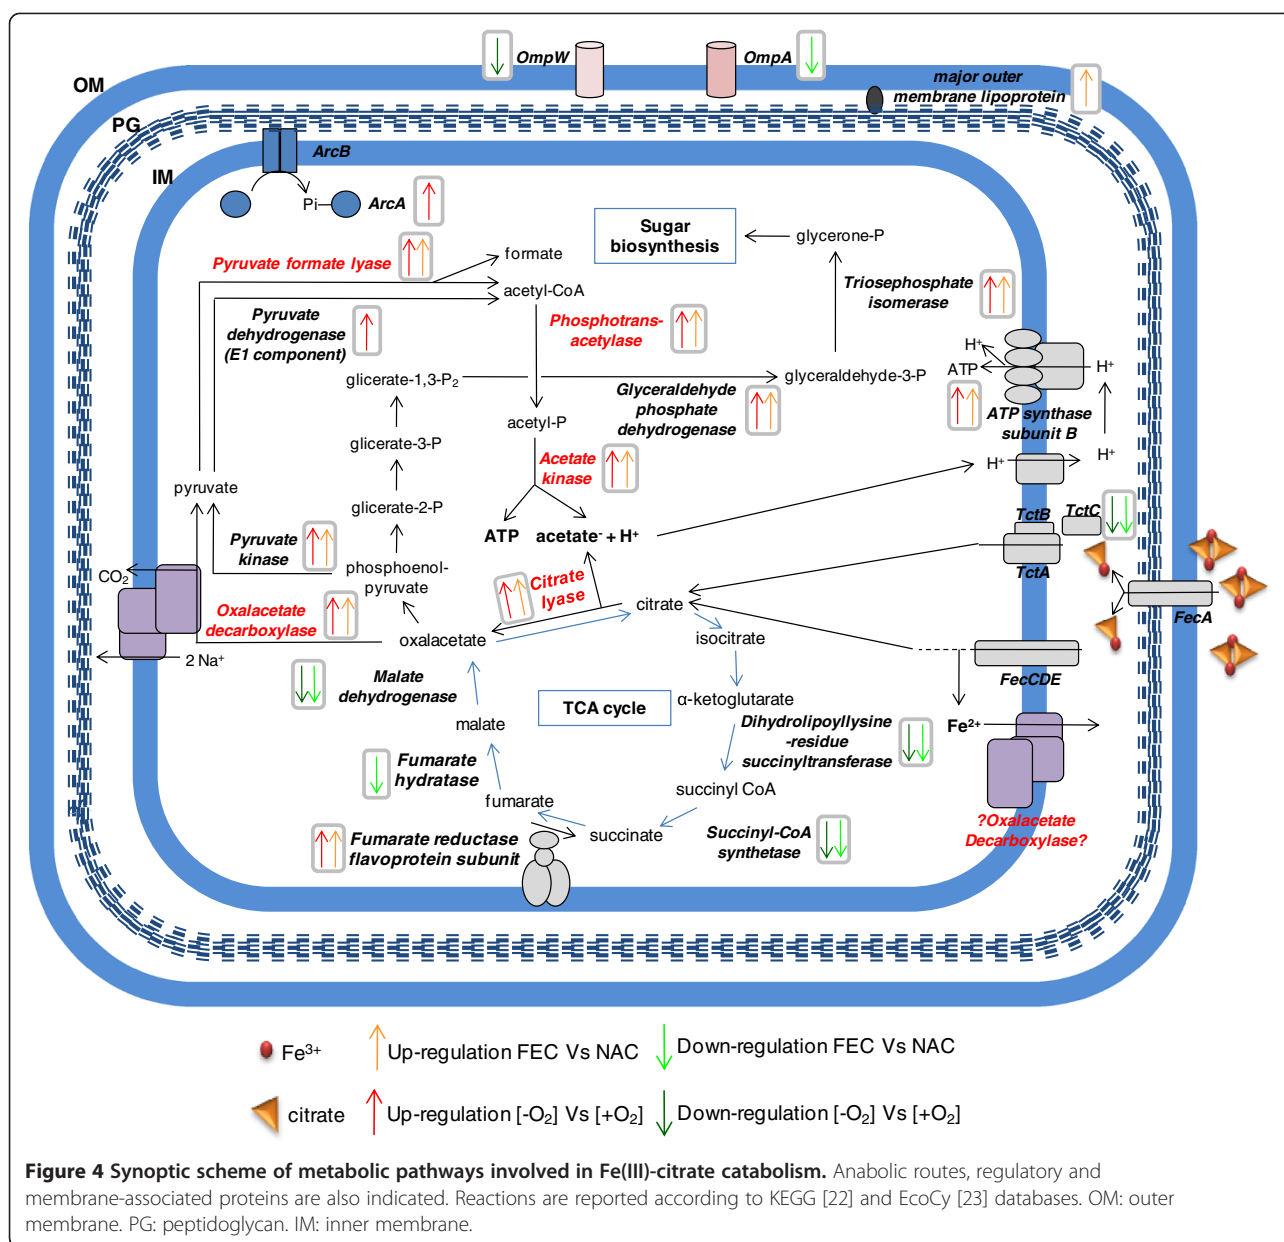 OmpW
OmpA
major outer
membrane lipoprotein
OM
PG
IM
ArcB
Pi
ArcA
Sugar
biosynthesis
glycerone-P
formate
Pyruvate formate lyase
acetyl-CoA
Triosephosphate
isomerase
Pyruvate
dehydrogenase
(E1 component)
Phosphotrans-
acetylase
H⁺
ATP
H⁺
glicerate-1,3-P₂
glyceraldehyde-3-P
Glyceraldehyde
phosphate
dehydrogenase
ATP synthase
subunit B
acetyl-P
glicerate-3-P
Acetate
kinase
H⁺
H⁺
pyruvate
glicerate-2-P
TctB
TctC
ATP
acetate⁻ + H⁺
Pyruvate
kinase
TctA
CO₂
phosphoenol-
pyruvate
Citrate
lyase
citrate
FecA
Oxalacetate
decarboxylase
oxalacetate
isocitrate
2 Na⁺
FecCDE
Malate
dehydrogenase
α-ketoglutarate
TCA cycle
malate
Dihydrolipoyllysine
-residue
succinyltransferase
Fe²⁺
Fumarate
hydratase
succinyl CoA
fumarate
?Oxalacetate
Decarboxylase?
Fumarate reductase
flavoprotein subunit
succinate
Succinyl-CoA
synthetase
Fe³⁺
Up-regulation FEC Vs NAC
Down-regulation FEC Vs NAC
citrate
Up-regulation [-O₂] Vs [+O₂]
Down-regulation [-O₂] Vs [+O₂]
Figure 4 Synoptic scheme of metabolic pathways involved in Fe(III)-citrate catabolism. Anabolic routes, regulatory and
membrane-associated proteins are also indicated. Reactions are reported according to KEGG [22] and EcoCy [23] databases. OM: outer
membrane. PG: peptidoglycan. IM: inner membrane.